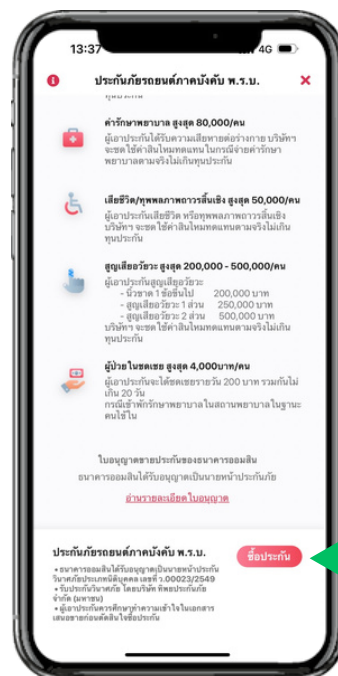 13:37
4G
ประกันภัยรถยนต์ภาคบังคับ พ.ร.บ.
ค่ารักษาพยาบาล สูงสุด 80,000/คน
ผู้เอาประกันได้รับความเสียหายต่อร่างกาย บริษัทฯ
จะชดใช้ค่าสินไหมทดแทนในกรณีจ่ายค่ารักษา
พยาบาลตามจริงไม่เกินทุนประกัน
เสียชีวิต/ทุพพลภาพถาวรสิ้นเชิง สูงสุด 50,000/คน
ผู้เอาประกันเสียชีวิต หรือทุพพลภาพถาวรสิ้นเชิง
บริษัทฯ จะชดใช้ค่าสินไหมทดแทนตามจริงไม่เกิน
ทุนประกัน
สูญเสียอวัยวะ สูงสุด 200,000 - 500,000/คน
ผู้เอาประกันสูญเสียอวัยวะ
- นิ้วขาด 1 ข้อขึ้นไป 200,000 บาท
- สูญเสียอวัยวะ 1 ส่วน 250,000 บาท
- สูญเสียอวัยวะ 2 ส่วน 500,000 บาท
บริษัทฯ จะชดใช้ค่าสินไหมทดแทนตามจริงไม่เกิน
ทุนประกัน
ผู้ป่วยในชดเชย สูงสุด 4,000บาท/คน
ผู้เอาประกันจะได้ชดเชยรายวัน 200 บาท รวมกันไม่
เกิน 20 วัน
กรณีเข้าพักรักษาพยาบาลในสถานพยาบาลในฐานะ
คนไข้ใน
ใบอนุญาตขายประกันของธนาคารออมสิน
ธนาคารออมสินได้รับอนุญาตเป็นนายหน้าประกันภัย
อ่านรายละเอียดใบอนุญาต
ประกันภัยรถยนต์ภาคบังคับ พ.ร.บ.
ซื้อประกัน
• ธนาคารออมสินได้รับอนุญาตเป็นนายหน้าประกัน
วินาศภัยประเภทนิติบุคคล เลขที่ ว.00023/2549
• รับประกันวินาศภัย โดยบริษัท ทิพยประกันภัย
จำกัด (มหาชน)
• ผู้เอาประกันควรศึกษาทำความเข้าใจในเอกสาร
เสนอขายก่อนตัดสินใจซื้อประกัน